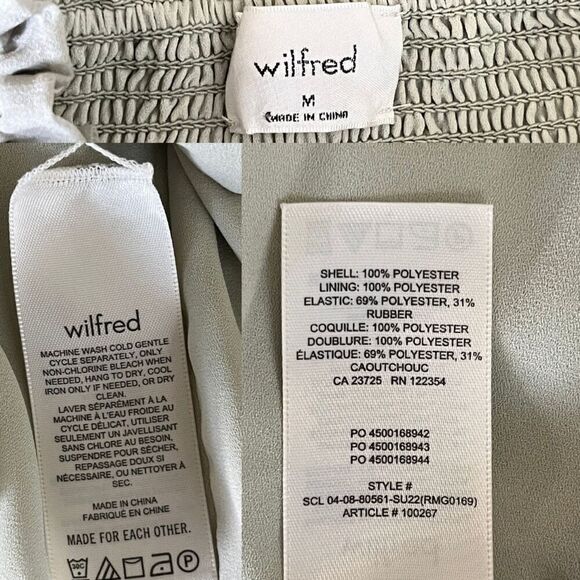 wilfred
M
MADE IN CHINA
wilfred
MACHINE WASH COLD GENTLE
CYCLE SEPARATELY, ONLY
NON-CHLORINE BLEACH WHEN
NEEDED, HANG TO DRY, COOL
IRON ONLY IF NEEDED, OR DRY
CLEAN.
LAVER SÉPARÉMENT À LA
MACHINE À L'EAU FROIDE AU
CYCLE DÉLICAT, UTILISER
SEULEMENT UN JAVELLISANT
SANS CHLORE AU BESOIN,
SUSPENDRE POUR SÉCHER,
REPASSAGE DOUX SI
NÉCESSAIRE, OU NETTOYER À
SEC.
MADE IN CHINA
FABRIQUÉ EN CHINE
MADE FOR EACH OTHER.
30C
P
SHELL: 100% POLYESTER
LINING: 100% POLYESTER
ELASTIC: 69% POLYESTER, 31%
RUBBER
COQUILLE: 100% POLYESTER
DOUBLURE: 100% POLYESTER
ÉLASTIQUE: 69% POLYESTER, 31%
CAOUTCHOUC
CA 23725 RN 122354
PO 4500168942
PO 4500168943
PO 4500168944
STYLE #
SCL 04-08-80561-SU22(RMG0169)
ARTICLE # 100267